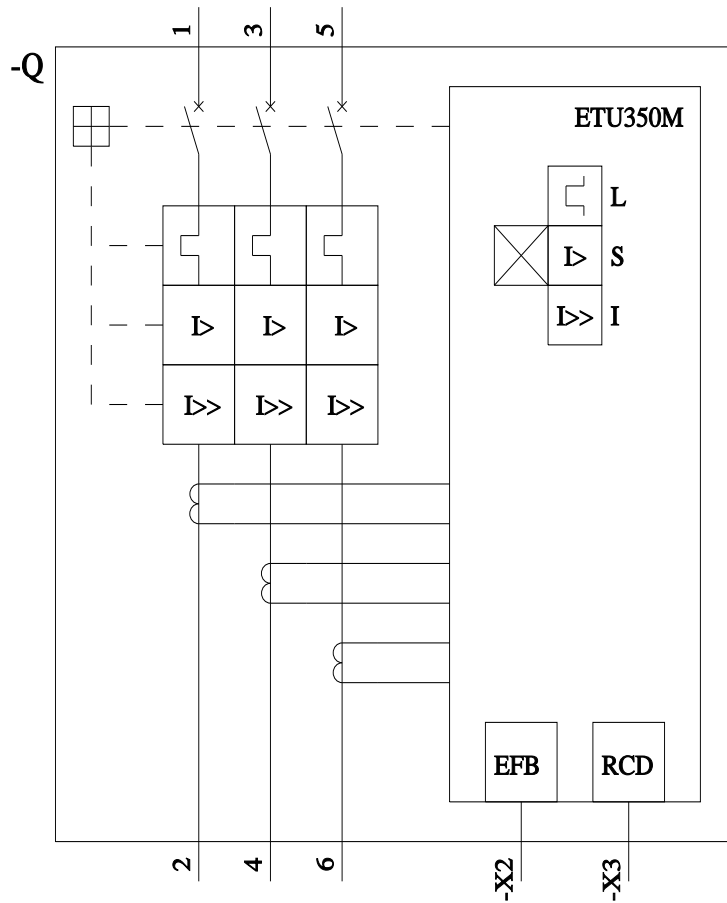 1 3 5
-Q
ETU350M
L
I> S
I>> I
I> I> I>
I>> I>> I>>
EFB RCD
2 4 6 -X2 -X3